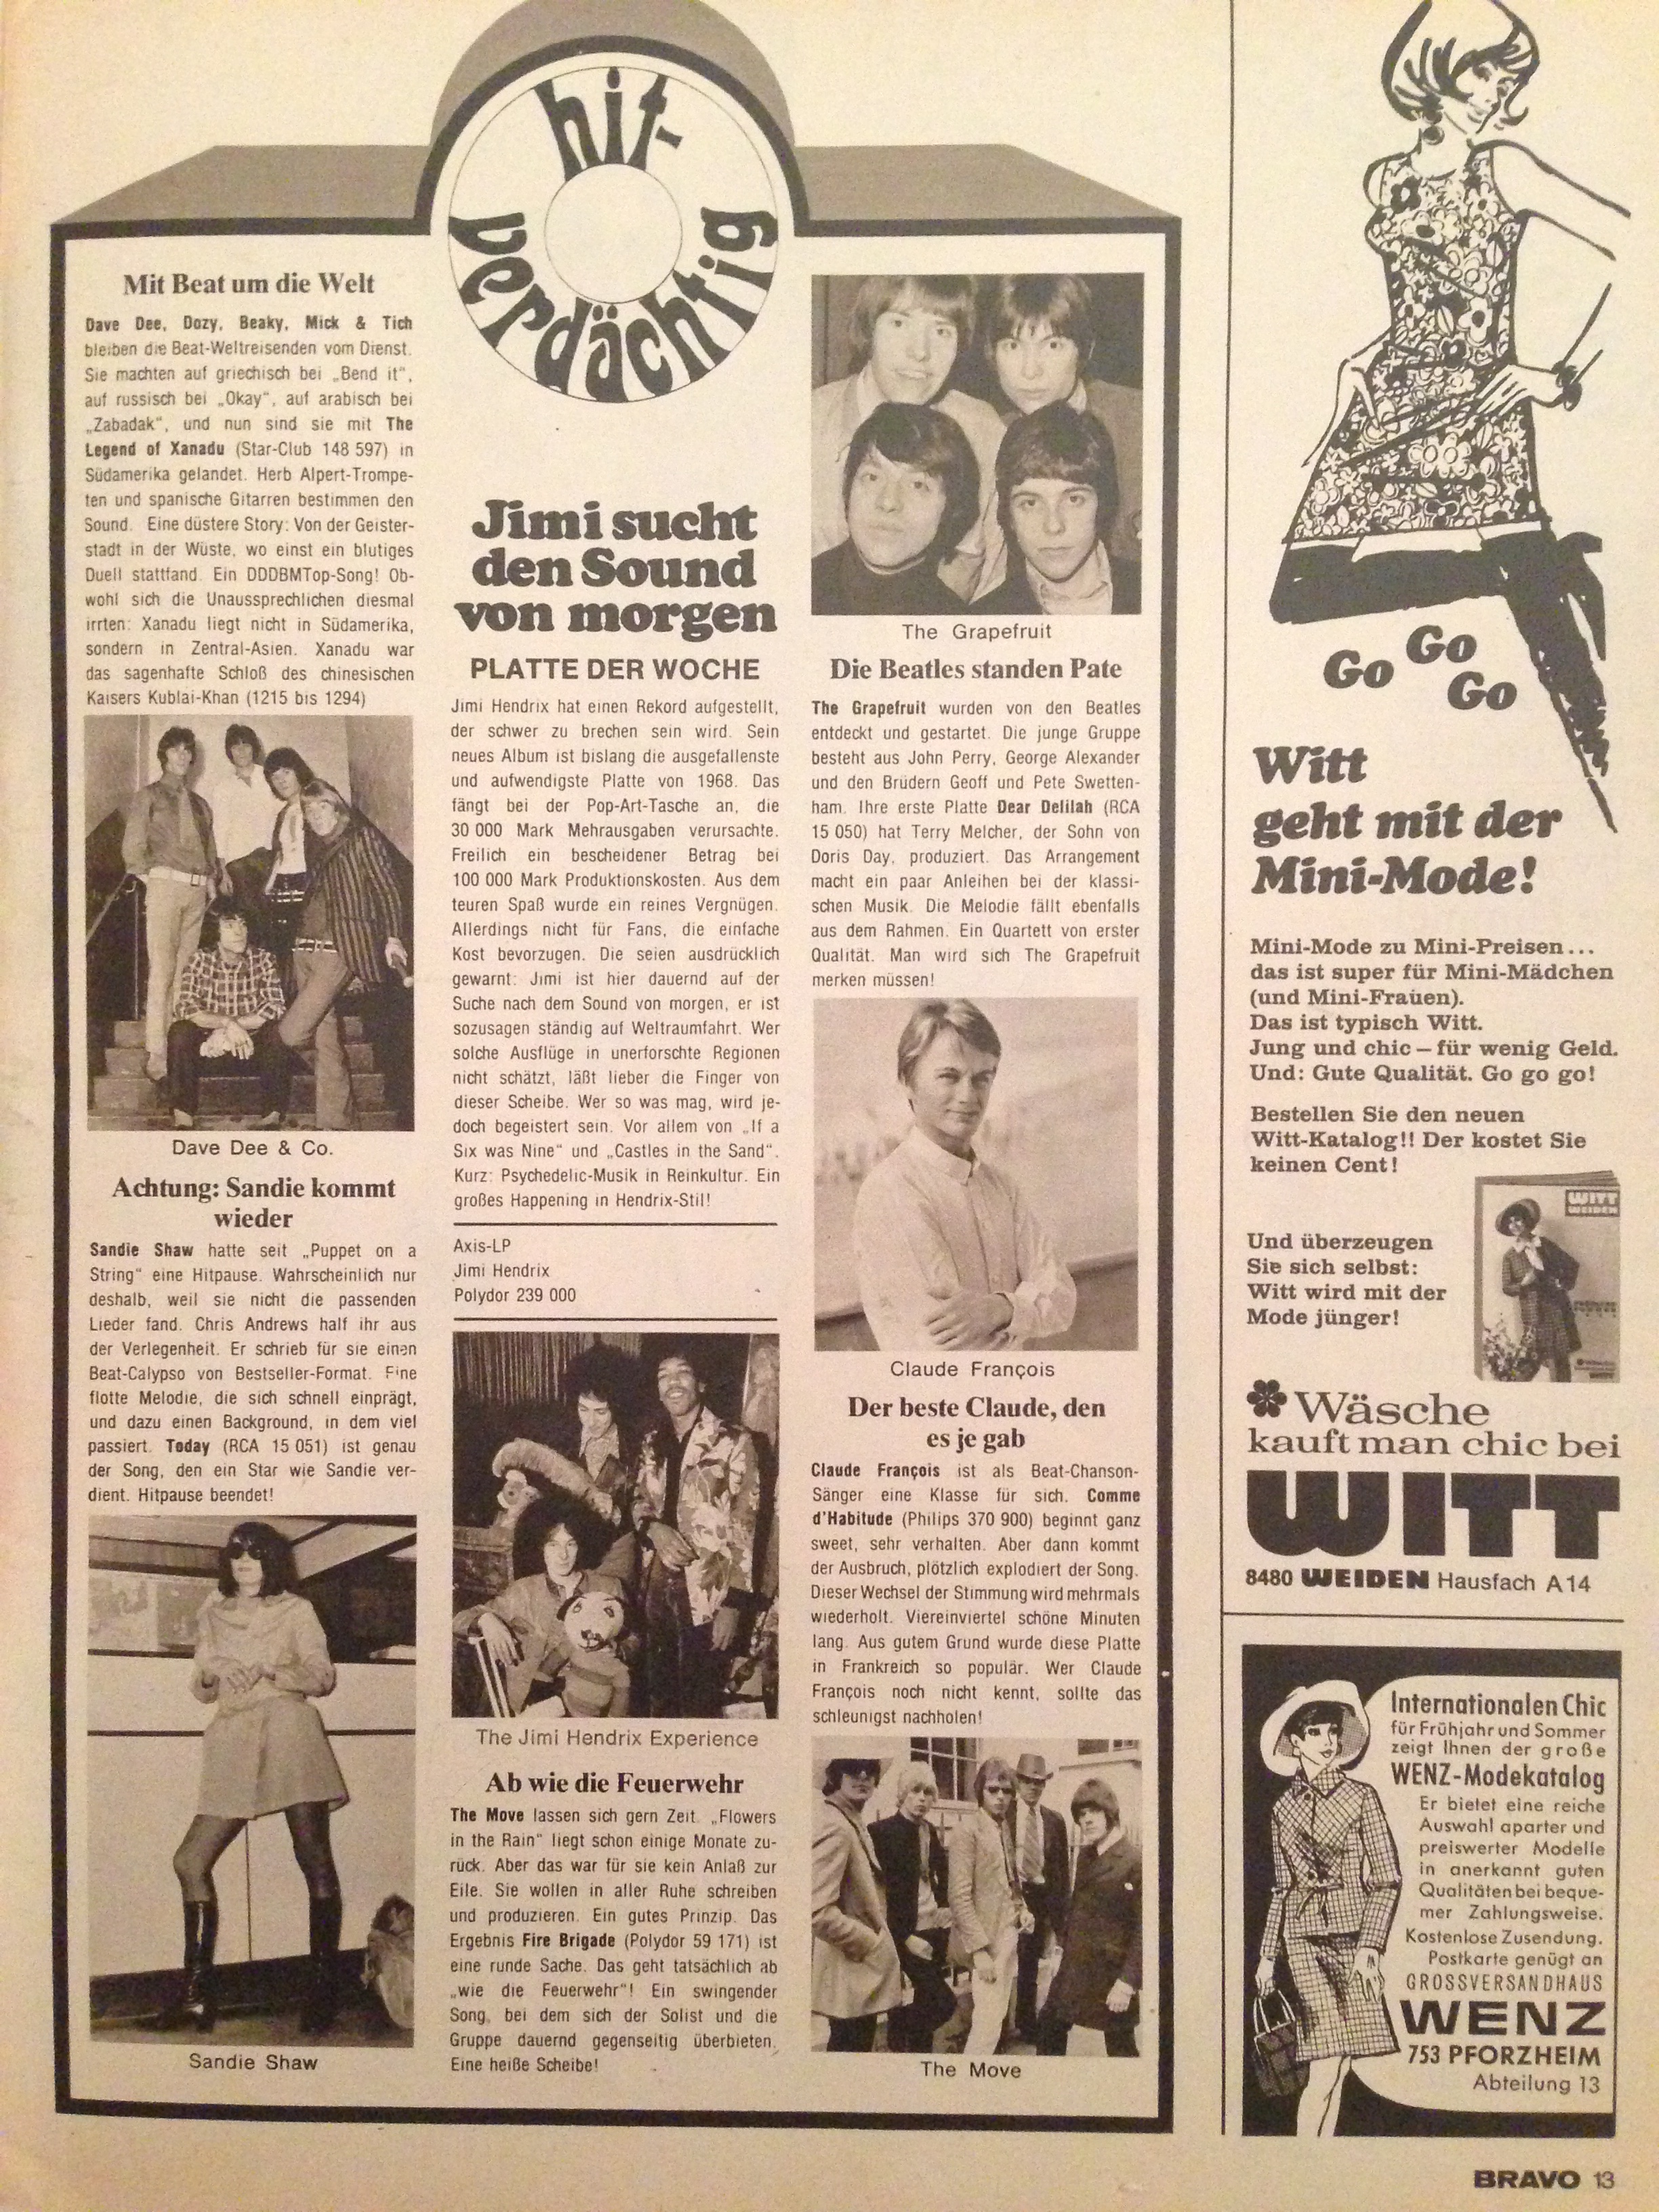 hit-
verdächtig
Mit Beat um die Welt
Dave Dee, Dozy, Beaky, Mick & Tich
bleiben die Beat-Weltreisenden vom Dienst.
Sie machten auf griechisch bei „Bend it“,
auf russisch bei „Okay“, auf arabisch bei
„Zabadak“, und nun sind sie mit The
Legend of Xanadu (Star-Club 148 597) in
Südamerika gelandet. Herb Alpert-Trompe-
ten und spanische Gitarren bestimmen den
Sound. Eine düstere Story: Von der Geister-
stadt in der Wüste, wo einst ein blutiges
Duell stattfand. Ein DDDBMTop-Song! Ob-
wohl sich die Unaussprechlichen diesmal
irrten: Xanadu liegt nicht in Südamerika,
sondern in Zentral-Asien. Xanadu war
das sagenhafte Schloß des chinesischen
Kaisers Kublai-Khan (1215 bis 1294)
Dave Dee & Co.
Achtung: Sandie kommt
wieder
Sandie Shaw hatte seit „Puppet on a
String“ eine Hitpause. Wahrscheinlich nur
deshalb, weil sie nicht die passenden
Lieder fand. Chris Andrews half ihr aus
der Verlegenheit. Er schrieb für sie einen
Beat-Calypso von Bestseller-Format. Eine
flotte Melodie, die sich schnell einprägt,
und dazu einen Background, in dem viel
passiert. Today (RCA 15 051) ist genau
der Song, den ein Star wie Sandie ver-
dient. Hitpause beendet!
Sandie Shaw
Jimi sucht
den Sound
von morgen
PLATTE DER WOCHE
Jimi Hendrix hat einen Rekord aufgestellt,
der schwer zu brechen sein wird. Sein
neues Album ist bislang die ausgefallenste
und aufwendigste Platte von 1968. Das
fängt bei der Pop-Art-Tasche an, die
30 000 Mark Mehrausgaben verursachte.
Freilich ein bescheidener Betrag bei
100 000 Mark Produktionskosten. Aus dem
teuren Spaß wurde ein reines Vergnügen.
Allerdings nicht für Fans, die einfache
Kost bevorzugen. Die seien ausdrücklich
gewarnt: Jimi ist hier dauernd auf der
Suche nach dem Sound von morgen, er ist
sozusagen ständig auf Weltraumfahrt. Wer
solche Ausflüge in unerforschte Regionen
nicht schätzt, läßt lieber die Finger von
dieser Scheibe. Wer so was mag, wird je-
doch begeistert sein. Vor allem von „If a
Six was Nine“ und „Castles in the Sand“.
Kurz: Psychedelic-Musik in Reinkultur. Ein
großes Happening in Hendrix-Stil!
Axis-LP
Jimi Hendrix
Polydor 239 000
The Jimi Hendrix Experience
Ab wie die Feuerwehr
The Move lassen sich gern Zeit. „Flowers
in the Rain“ liegt schon einige Monate zu-
rück. Aber das war für sie kein Anlaß zur
Eile. Sie wollen in aller Ruhe schreiben
und produzieren. Ein gutes Prinzip. Das
Ergebnis Fire Brigade (Polydor 59 171) ist
eine runde Sache. Das geht tatsächlich ab
„wie die Feuerwehr“! Ein swingender
Song, bei dem sich der Solist und die
Gruppe dauernd gegenseitig überbieten.
Eine heiße Scheibe!
The Grapefruit
Die Beatles standen Pate
The Grapefruit wurden von den Beatles
entdeckt und gestartet. Die junge Gruppe
besteht aus John Perry, George Alexander
und den Brüdern Geoff und Pete Swetten-
ham. Ihre erste Platte Dear Delilah (RCA
15 050) hat Terry Melcher, der Sohn von
Doris Day, produziert. Das Arrangement
macht ein paar Anleihen bei der klassi-
schen Musik. Die Melodie fällt ebenfalls
aus dem Rahmen. Ein Quartett von erster
Qualität. Man wird sich The Grapefruit
merken müssen!
Claude François
Der beste Claude, den
es je gab
Claude François ist als Beat-Chanson-
Sänger eine Klasse für sich. Comme
d'Habitude (Philips 370 900) beginnt ganz
sweet, sehr verhalten. Aber dann kommt
der Ausbruch, plötzlich explodiert der Song.
Dieser Wechsel der Stimmung wird mehrmals
wiederholt. Viereinviertel schöne Minuten
lang. Aus gutem Grund wurde diese Platte
in Frankreich so populär. Wer Claude
François noch nicht kennt, sollte das
schleunigst nachholen!
The Move
Go Go
Go
Witt
geht mit der
Mini-Mode!
Mini-Mode zu Mini-Preisen...
das ist super für Mini-Mädchen
(und Mini-Frauen).
Das ist typisch Witt.
Jung und chic – für wenig Geld.
Und: Gute Qualität. Go go go!
Bestellen Sie den neuen
Witt-Katalog!! Der kostet Sie
keinen Cent!
WITT
WEIDEN
Und überzeugen
Sie sich selbst:
Witt wird mit der
Mode jünger!
Wäsche
kauft man chic bei
WITT
8480 WEIDEN Hausfach A 14
Internationalen Chic
für Frühjahr und Sommer
zeigt Ihnen der große
WENZ-Modekatalog
Er bietet eine reiche
Auswahl aparter und
preiswerter Modelle
in anerkannt guten
Qualitäten bei beque-
mer Zahlungsweise.
Kostenlose Zusendung.
Postkarte genügt an
GROSSVERSANDHAUS
WENZ
753 PFORZHEIM
Abteilung 13
BRAVO 13